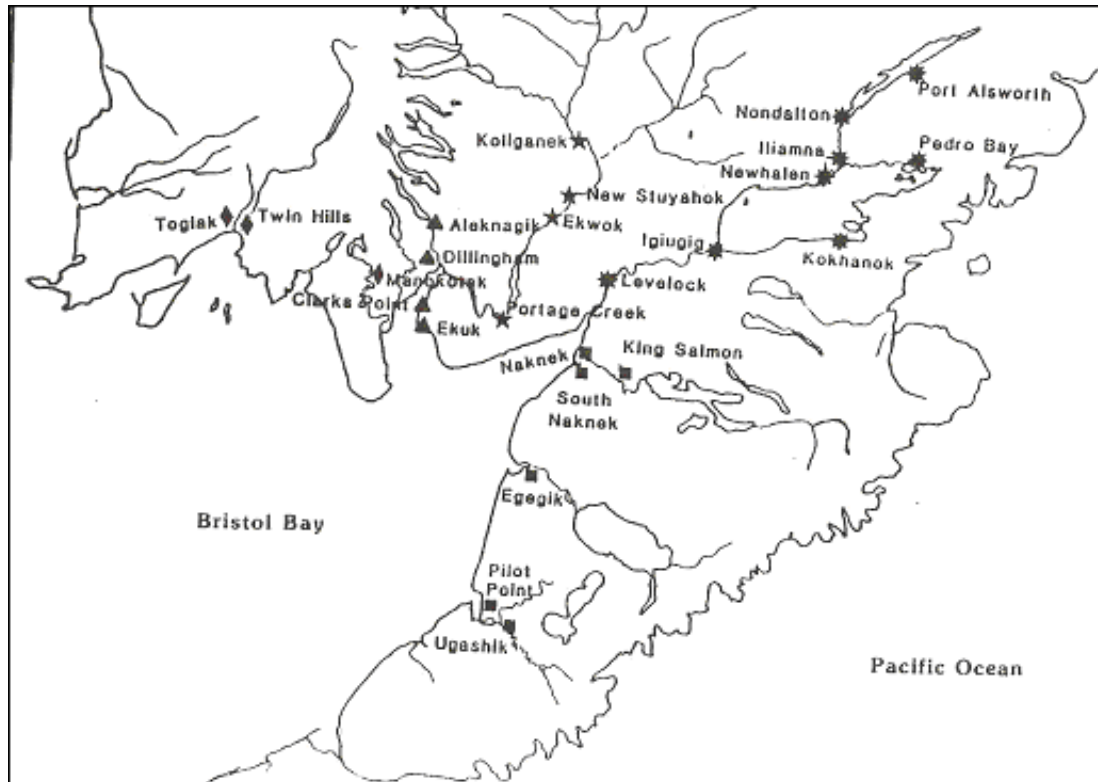 Port Alsworth
Nondalton
Koliganek
Iliamna
Pedro Bay
Newhalen
New Stuyahok
Togiak
Twin Hills
Aleknagik
Ekwok
Igiugig
Kokhanok
Dillingham
Manokotak
Levelock
Clarks Point
Portage Creek
Ekuk
Naknek
King Salmon
South
Naknek
Egegik
Bristol Bay
Pilot
Point
Ugashik
Pacific Ocean